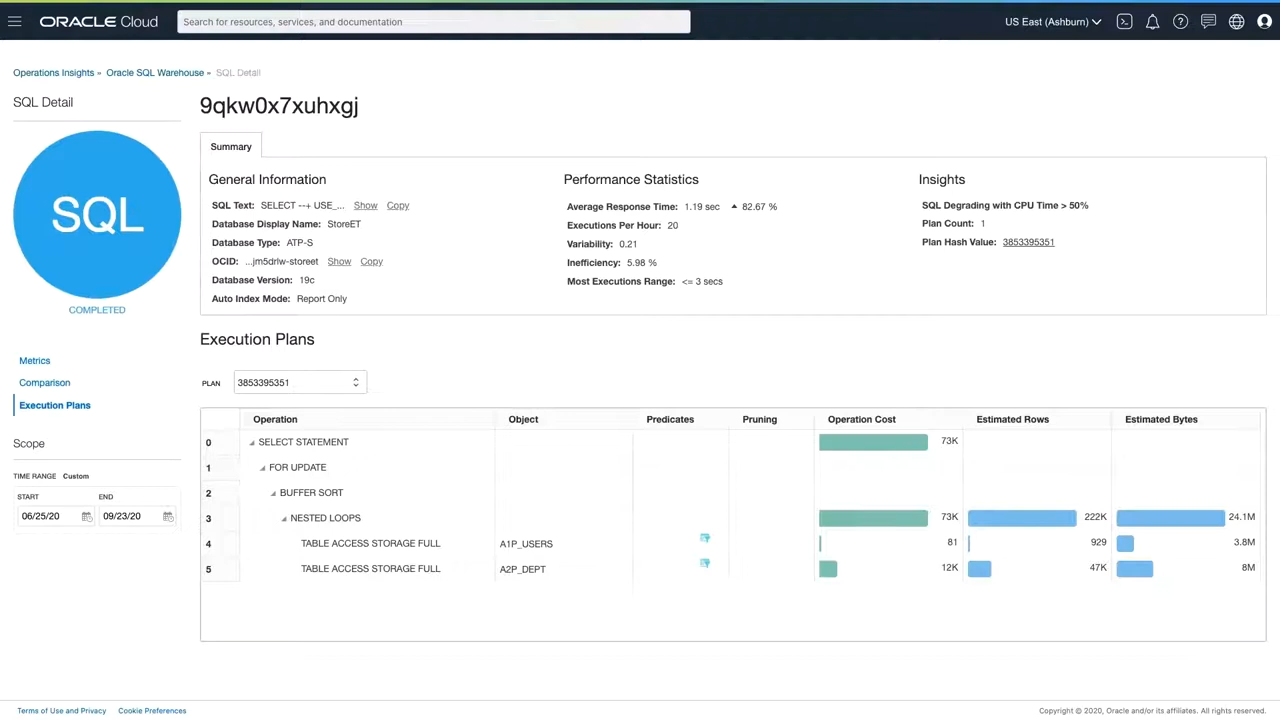 ORACLE Cloud
Search for resources, services, and documentation
US East (Ashburn)
Operations Insights » Oracle SQL Warehouse » SQL Detail
SQL Detail
SQL
COMPLETED
Metrics
Comparison
Execution Plans
Scope
TIME RANGE Custom
START END
06/25/20 09/23/20
9qkw0x7xuhxgj
Summary
General Information
SQL Text: SELECT --+ USE_... Show Copy
Database Display Name: StoreET
Database Type: ATP-S
OCID: ...jm5drlw-storeet Show Copy
Database Version: 19c
Auto Index Mode: Report Only
Performance Statistics
Average Response Time: 1.19 sec ▲ 82.67 %
Executions Per Hour: 20
Variability: 0.21
Inefficiency: 5.98 %
Most Executions Range: <= 3 secs
Insights
SQL Degrading with CPU Time > 50%
Plan Count: 1
Plan Hash Value: 3853395351
Execution Plans
PLAN 3853395351
Operation Object Predicates Pruning Operation Cost Estimated Rows Estimated Bytes
0 SELECT STATEMENT 73K
1 FOR UPDATE
2 BUFFER SORT
3 NESTED LOOPS 73K 222K 24.1M
4 TABLE ACCESS STORAGE FULL A1P_USERS 81 929 3.8M
5 TABLE ACCESS STORAGE FULL A2P_DEPT 12K 47K 8M
Terms of Use and Privacy Cookie Preferences
Copyright © 2020, Oracle and/or its affiliates. All rights reserved.